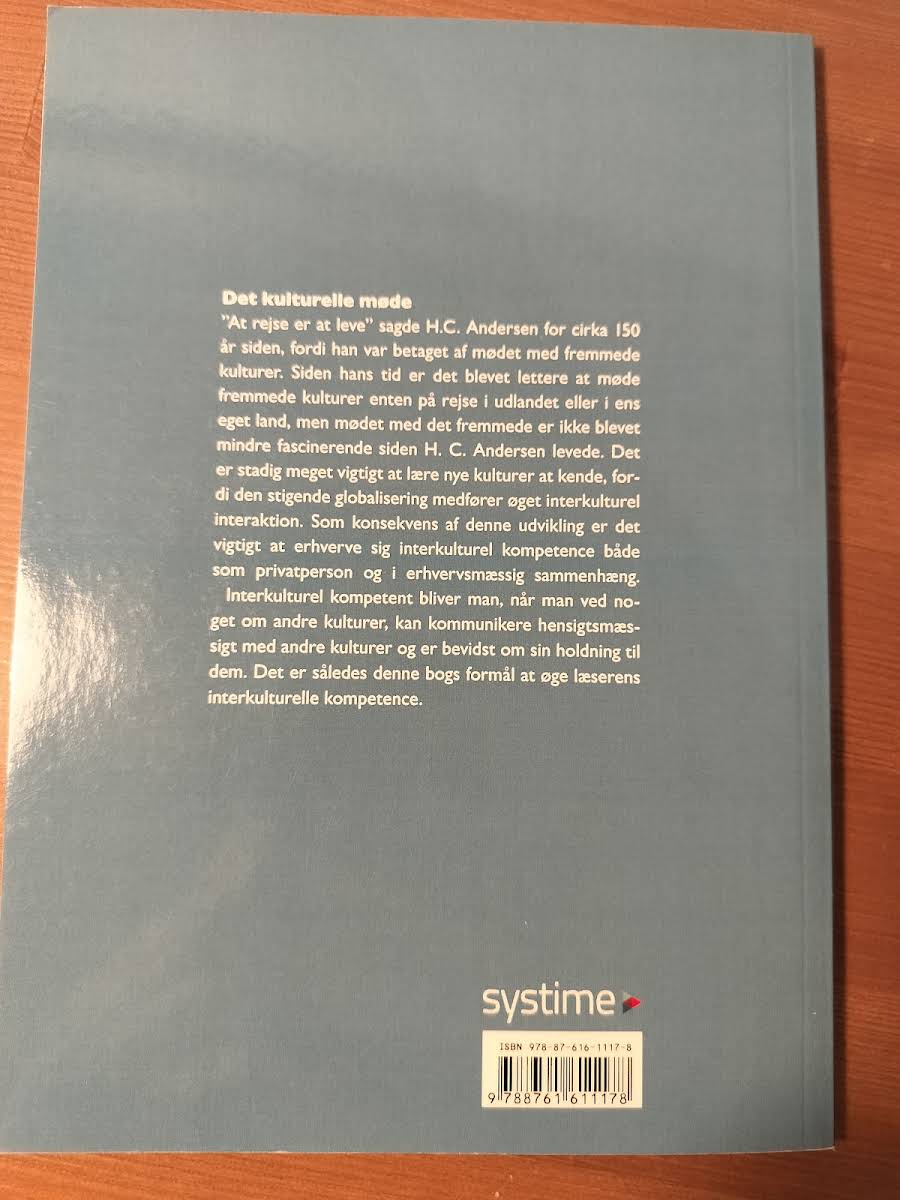 Det kulturelle møde
”At rejse er at leve” sagde H.C. Andersen for cirka 150
år siden, fordi han var betaget af mødet med fremmede
kulturer. Siden hans tid er det blevet lettere at møde
fremmede kulturer enten på rejse i udlandet eller i ens
eget land, men mødet med det fremmede er ikke blevet
mindre fascinerende siden H. C. Andersen levede. Det
er stadig meget vigtigt at lære nye kulturer at kende, for-
di den stigende globalisering medfører øget interkulturel
interaktion. Som konsekvens af denne udvikling er det
vigtigt at erhverve sig interkulturel kompetence både
som privatperson og i erhvervsmæssig sammenhæng.
Interkulturel kompetent bliver man, når man ved no-
get om andre kulturer, kan kommunikere hensigtsmæs-
sigt med andre kulturer og er bevidst om sin holdning til
dem. Det er således denne bogs formål at øge læserens
interkulturelle kompetence.
systime
ISBN 978-87-616-1117-8
9 788761 611178